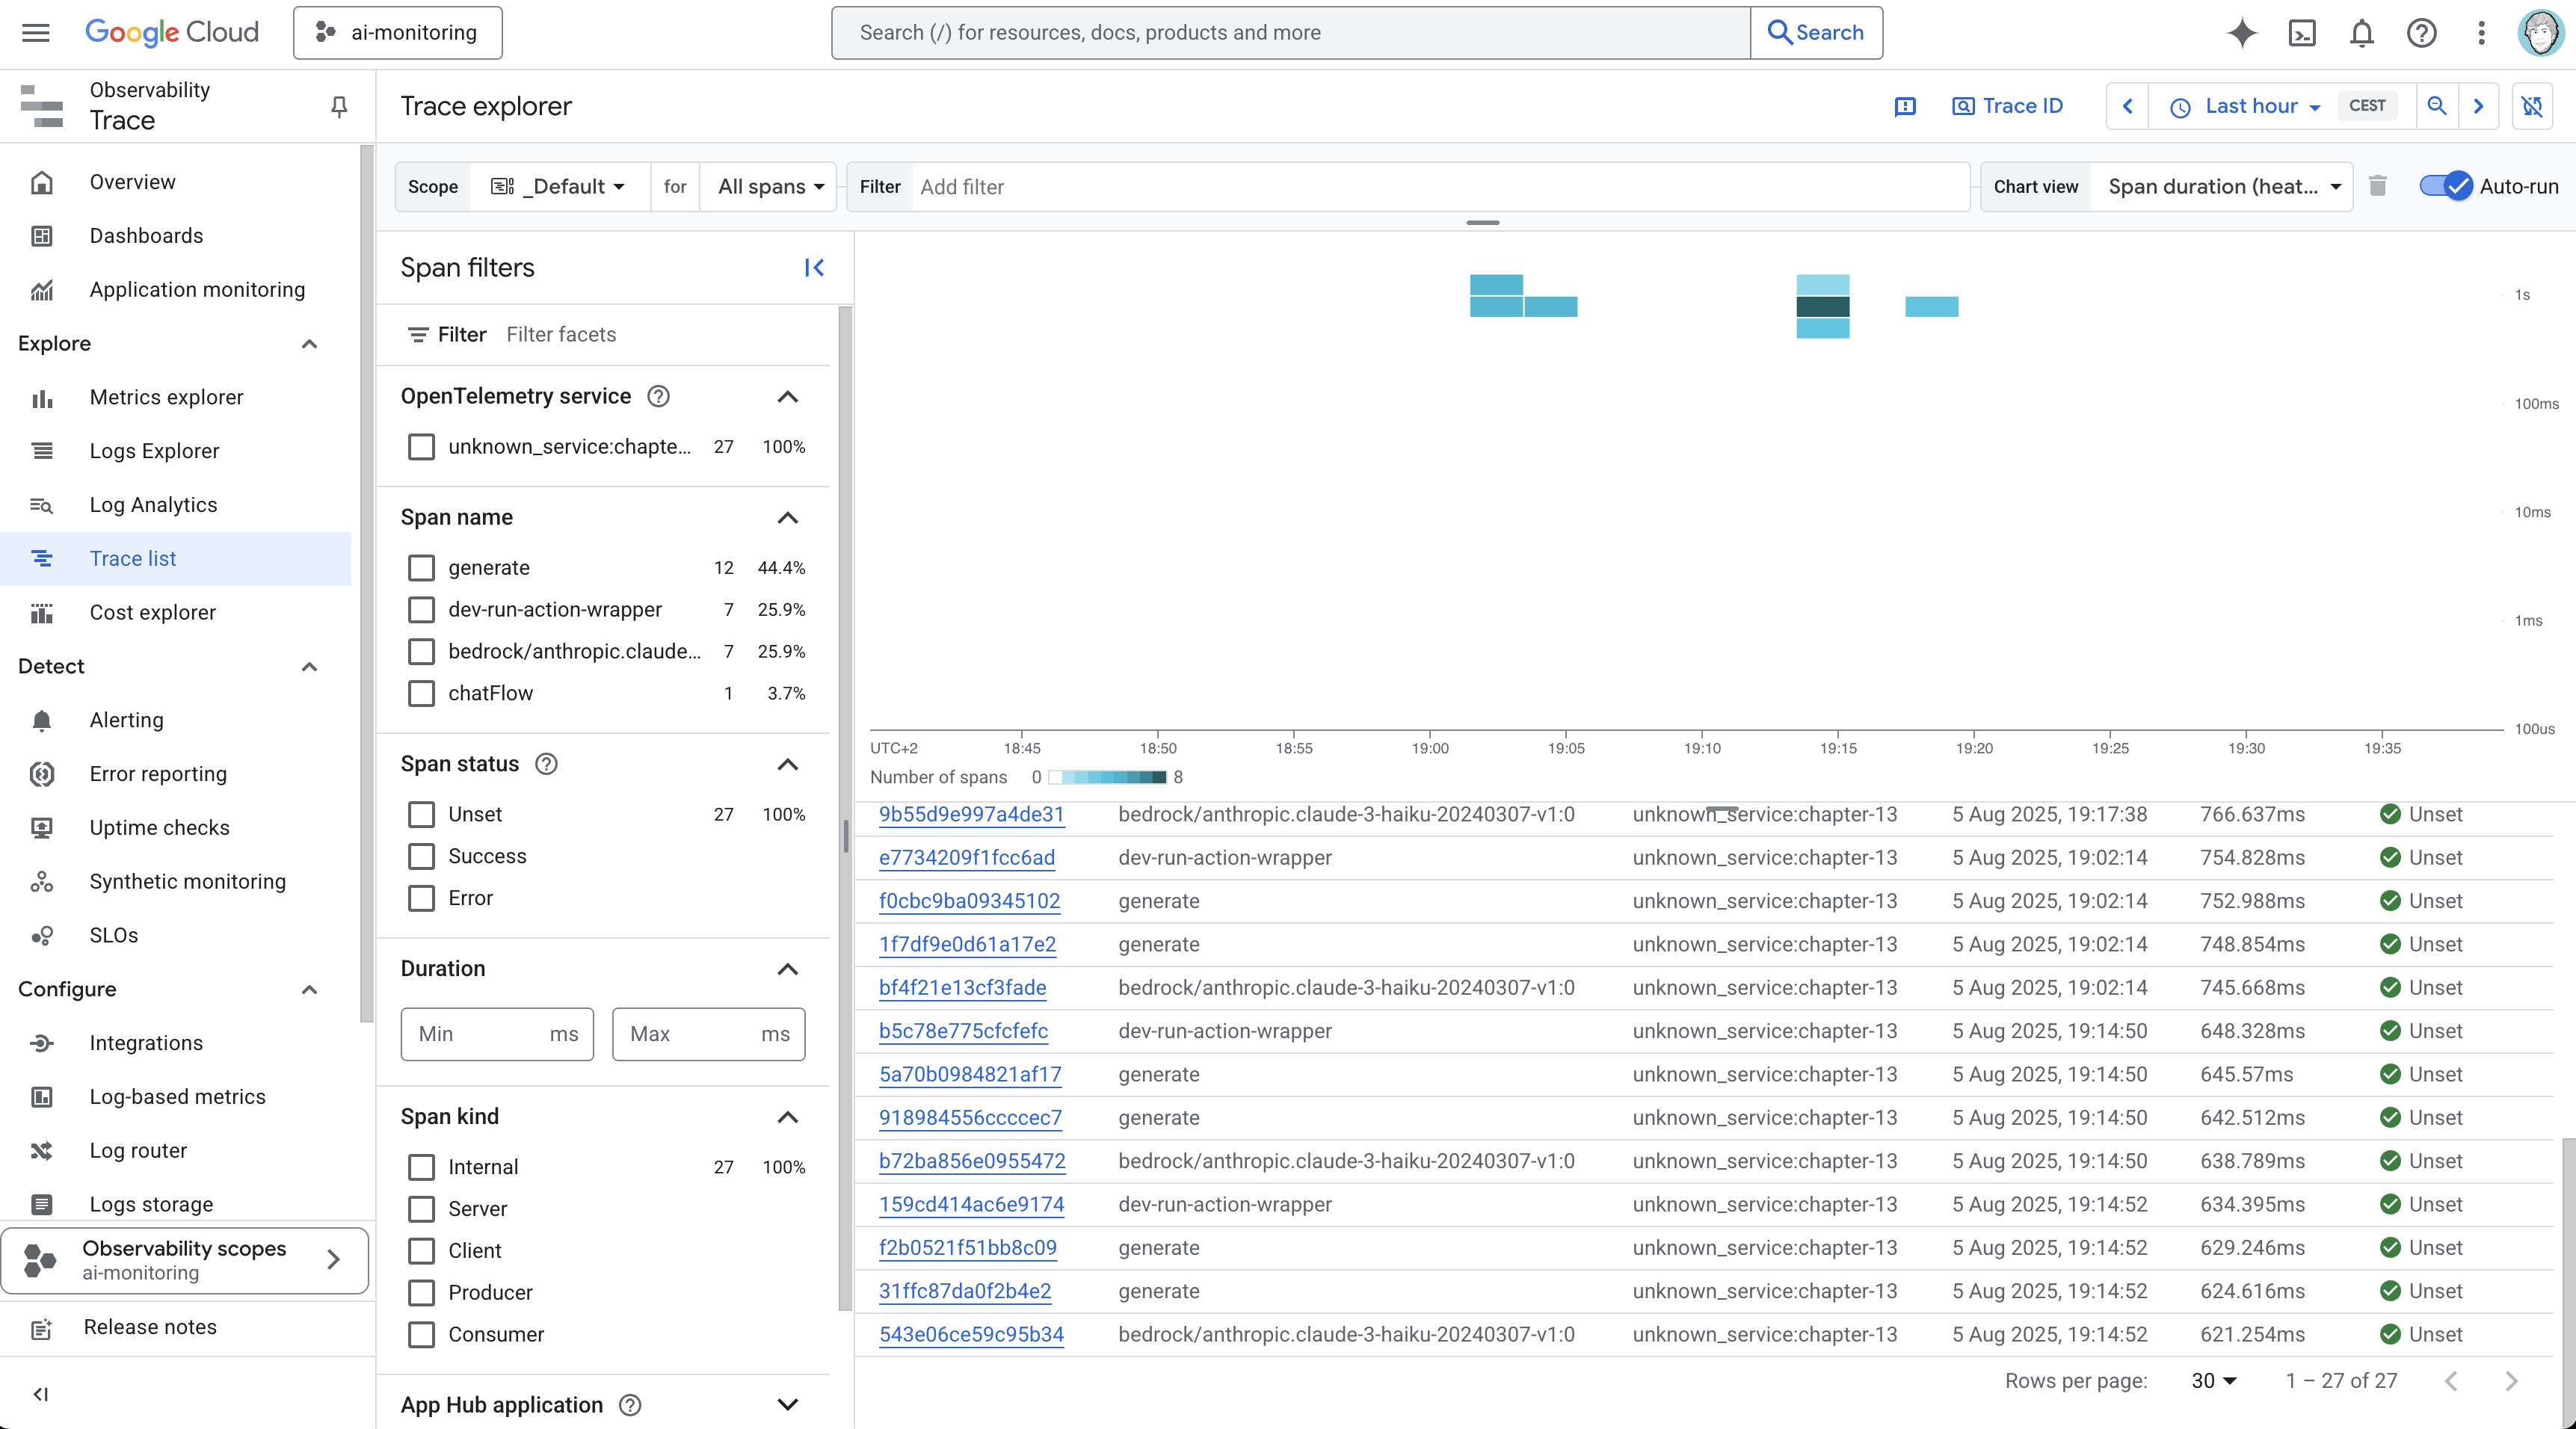 Google Cloud
ai-monitoring
Search (/) for resources, docs, products and more
Search
Observability
Trace
Trace explorer
Trace ID
Last hour
CEST
Overview
Dashboards
Application monitoring
Explore
Metrics explorer
Logs Explorer
Log Analytics
Trace list
Cost explorer
Detect
Alerting
Error reporting
Uptime checks
Synthetic monitoring
SLOs
Configure
Integrations
Log-based metrics
Log router
Logs storage
Observability scopes
ai-monitoring
Release notes
Scope _Default for All spans Filter Add filter Chart view Span duration (heat... Auto-run
Span filters
Filter Filter facets
OpenTelemetry service
unknown_service:chapte... 27 100%
Span name
generate 12 44.4%
dev-run-action-wrapper 7 25.9%
bedrock/anthropic.claude... 7 25.9%
chatFlow 1 3.7%
Span status
Unset 27 100%
Success
Error
Duration
Min ms Max ms
Span kind
Internal 27 100%
Server
Client
Producer
Consumer
App Hub application
1s
100ms
10ms
1ms
100us
UTC+2 18:45 18:50 18:55 19:00 19:05 19:10 19:15 19:20 19:25 19:30 19:35
Number of spans 0 8
9b55d9e997a4de31 bedrock/anthropic.claude-3-haiku-20240307-v1:0 unknown_service:chapter-13 5 Aug 2025, 19:17:38 766.637ms Unset
e7734209f1fcc6ad dev-run-action-wrapper unknown_service:chapter-13 5 Aug 2025, 19:02:14 754.828ms Unset
f0cbc9ba09345102 generate unknown_service:chapter-13 5 Aug 2025, 19:02:14 752.988ms Unset
1f7df9e0d61a17e2 generate unknown_service:chapter-13 5 Aug 2025, 19:02:14 748.854ms Unset
bf4f21e13cf3fade bedrock/anthropic.claude-3-haiku-20240307-v1:0 unknown_service:chapter-13 5 Aug 2025, 19:02:14 745.668ms Unset
b5c78e775cfcfefc dev-run-action-wrapper unknown_service:chapter-13 5 Aug 2025, 19:14:50 648.328ms Unset
5a70b0984821af17 generate unknown_service:chapter-13 5 Aug 2025, 19:14:50 645.57ms Unset
918984556ccccec7 generate unknown_service:chapter-13 5 Aug 2025, 19:14:50 642.512ms Unset
b72ba856e0955472 bedrock/anthropic.claude-3-haiku-20240307-v1:0 unknown_service:chapter-13 5 Aug 2025, 19:14:50 638.789ms Unset
159cd414ac6e9174 dev-run-action-wrapper unknown_service:chapter-13 5 Aug 2025, 19:14:52 634.395ms Unset
f2b0521f51bb8c09 generate unknown_service:chapter-13 5 Aug 2025, 19:14:52 629.246ms Unset
31ffc87da0f2b4e2 generate unknown_service:chapter-13 5 Aug 2025, 19:14:52 624.616ms Unset
543e06ce59c95b34 bedrock/anthropic.claude-3-haiku-20240307-v1:0 unknown_service:chapter-13 5 Aug 2025, 19:14:52 621.254ms Unset
Rows per page: 30 1 – 27 of 27